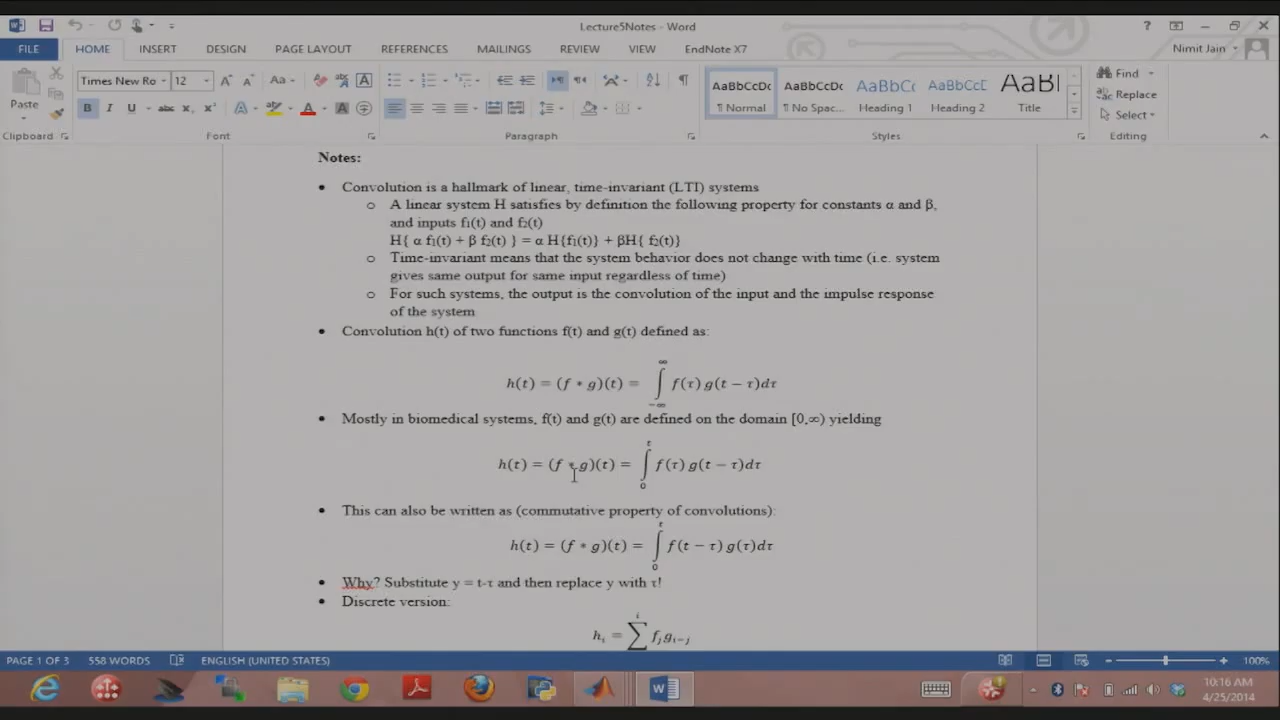 Lecture5Notes - Word
FILE HOME INSERT DESIGN PAGE LAYOUT REFERENCES MAILINGS REVIEW VIEW EndNote X7 Nimit Jain
Paste Times New Ro 12 Aa AaBbCcDc AaBbCcDc AaBbC( AaBbCcD AaBl Find
Replace
¶ Normal ¶ No Spac... Heading 1 Heading 2 Title Select
Clipboard Font Paragraph Styles Editing
Notes:
• Convolution is a hallmark of linear, time-invariant (LTI) systems
o A linear system H satisfies by definition the following property for constants α and β,
and inputs f₁(t) and f₂(t)
H{ α f₁(t) + β f₂(t) } = α H{f₁(t)} + βH{ f₂(t)}
o Time-invariant means that the system behavior does not change with time (i.e. system
gives same output for same input regardless of time)
o For such systems, the output is the convolution of the input and the impulse response
of the system
• Convolution h(t) of two functions f(t) and g(t) defined as:
h(t) = (f * g)(t) = ∫_{-∞}^{∞} f(τ) g(t − τ)dτ
• Mostly in biomedical systems, f(t) and g(t) are defined on the domain [0,∞) yielding
h(t) = (f * g)(t) = ∫_0^t f(τ) g(t − τ)dτ
• This can also be written as (commutative property of convolutions):
h(t) = (f * g)(t) = ∫_0^t f(t − τ) g(τ)dτ
• Why? Substitute y = t-τ and then replace y with τ!
• Discrete version:
h_i = ∑^i f_j g_{i−j}
PAGE 1 OF 3 558 WORDS ENGLISH (UNITED STATES) 100%
10:16 AM
4/25/2014